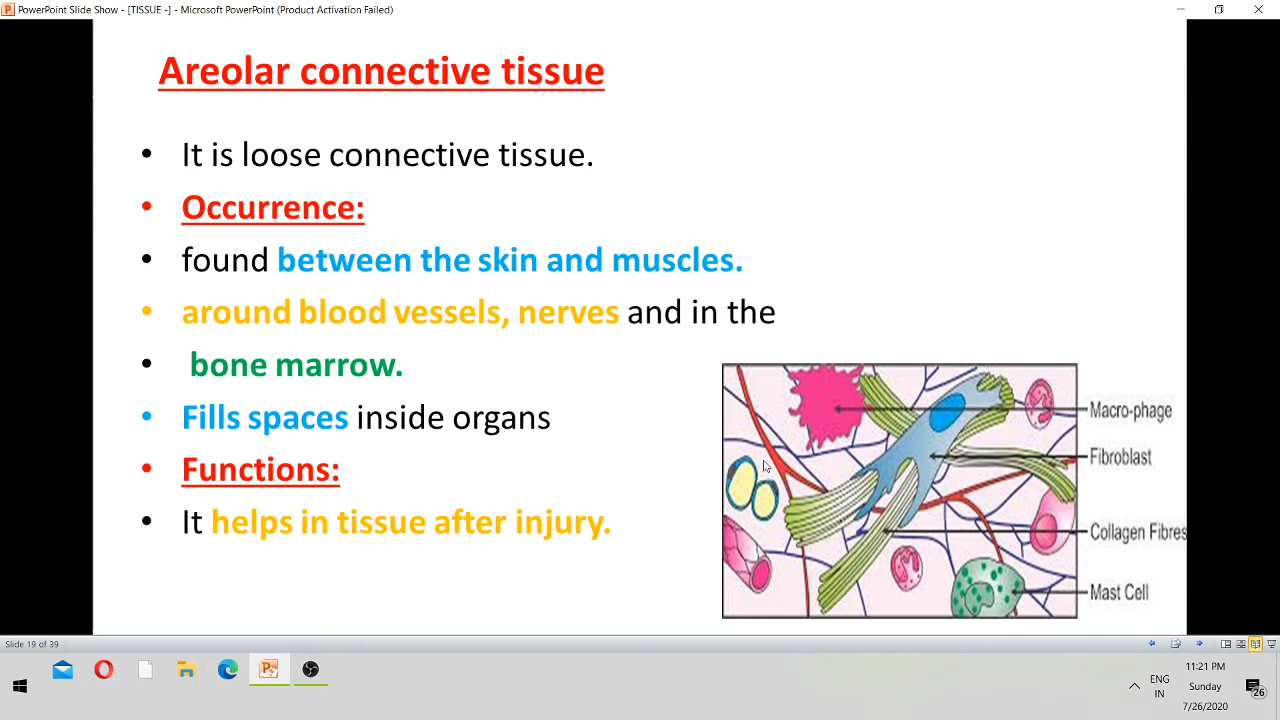 PowerPoint Slide Show - [TISSUE -] - Microsoft PowerPoint (Product Activation Failed)
Areolar connective tissue
• It is loose connective tissue.
• Occurrence:
• found between the skin and muscles.
• around blood vessels, nerves and in the
• bone marrow.
• Fills spaces inside organs
• Functions:
• It helps in tissue after injury.
Macro-phage
Fibroblast
Collagen Fibres
Mast Cell
Slide 19 of 39
11:21 PM
ENG
IN
Sunday
7/26/2020
26